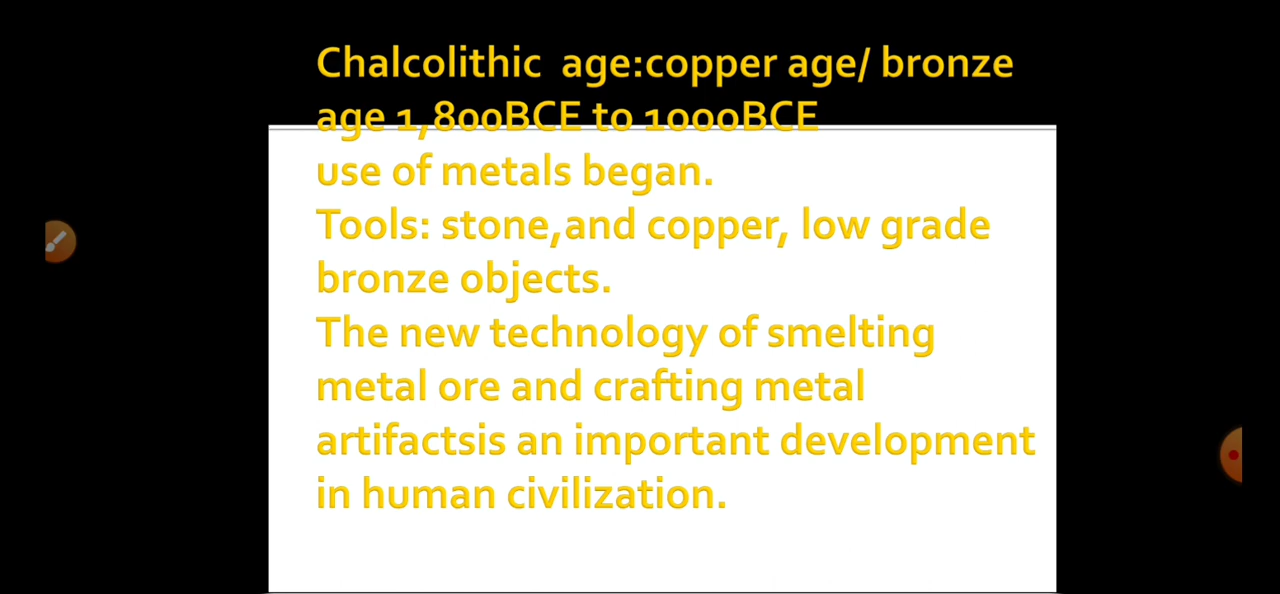 Chalcolithic age:copper age/ bronze
age 1,800BCE to 1000BCE
use of metals began.
Tools: stone,and copper, low grade
bronze objects.
The new technology of smelting
metal ore and crafting metal
artifactsis an important development
in human civilization.